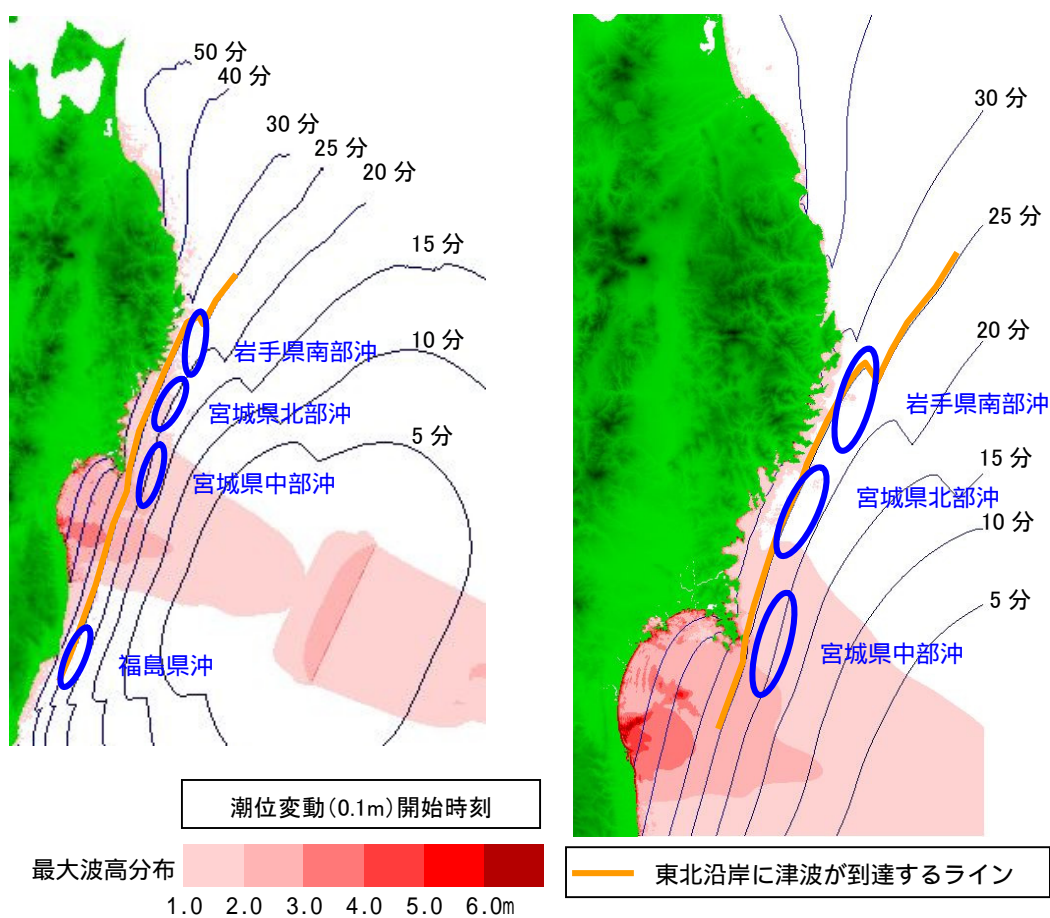 50 分
40 分
30 分
25 分
20 分
15 分
10 分
5 分
岩手県南部沖
宮城県北部沖
宮城県中部沖
福島県沖
30 分
25 分
20 分
15 分
10 分
5 分
岩手県南部沖
宮城県北部沖
宮城県中部沖
潮位変動(0.1m)開始時刻
最大波高分布
1.0 2.0 3.0 4.0 5.0 6.0m
東北沿岸に津波が到達するライン